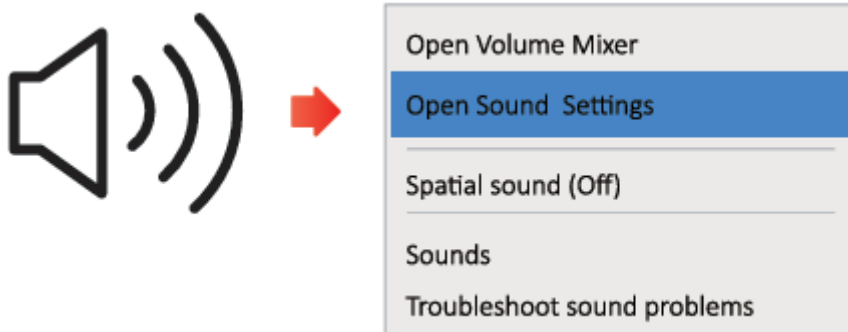 Open Volume Mixer
Open Sound Settings
Spatial sound (Off)
Sounds
Troubleshoot sound problems